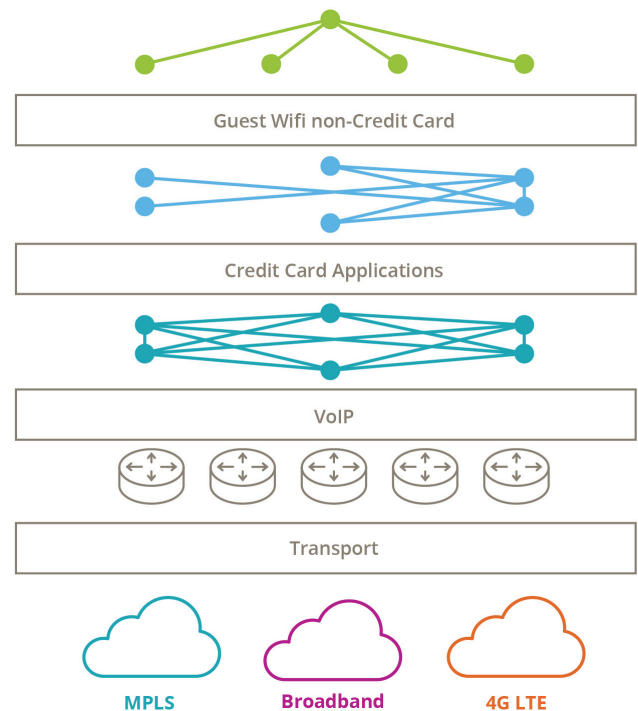 Guest Wifi non-Credit Card
Credit Card Applications
VoIP
Transport
MPLS
Broadband
4G LTE